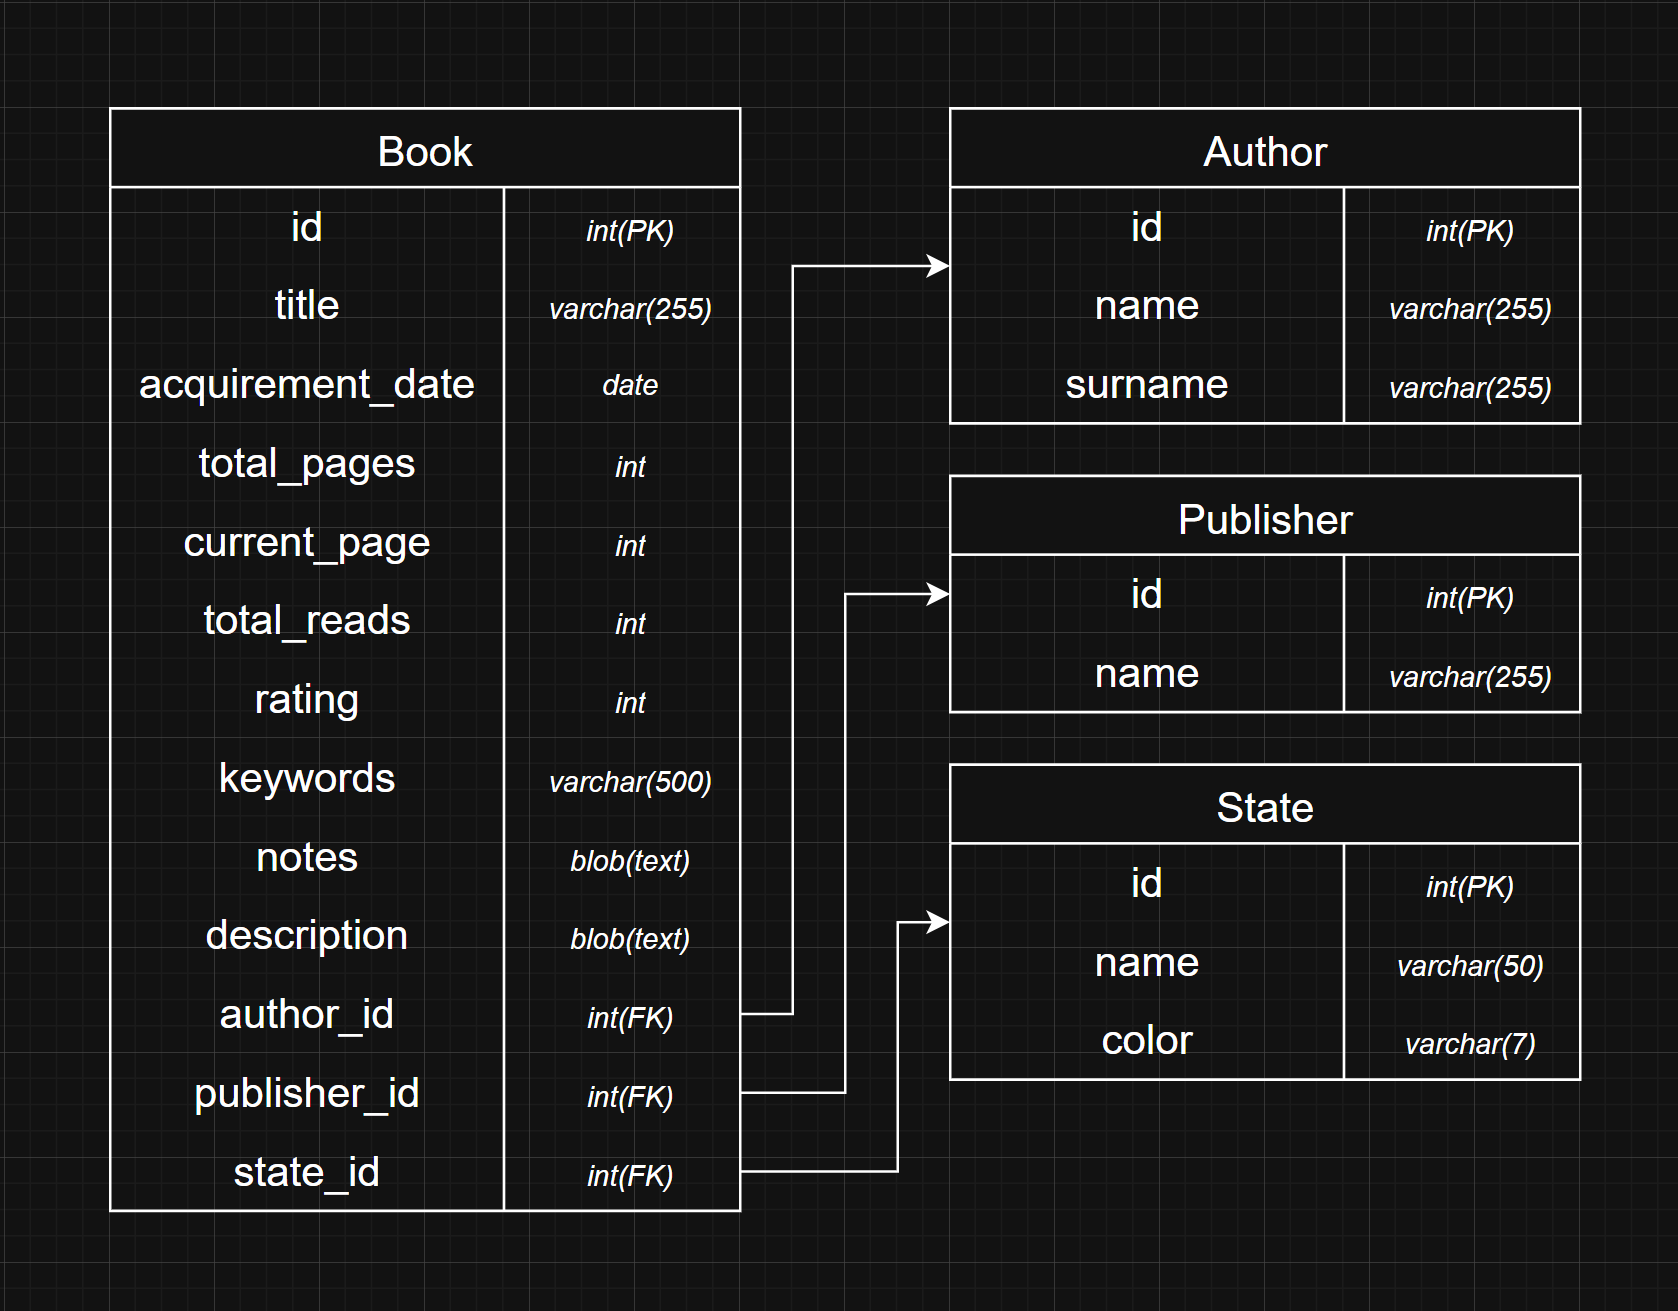 Book
id int(PK)
title varchar(255)
acquirement_date date
total_pages int
current_page int
total_reads int
rating int
keywords varchar(500)
notes blob(text)
description blob(text)
author_id int(FK)
publisher_id int(FK)
state_id int(FK)
Author
id int(PK)
name varchar(255)
surname varchar(255)
Publisher
id int(PK)
name varchar(255)
State
id int(PK)
name varchar(50)
color varchar(7)